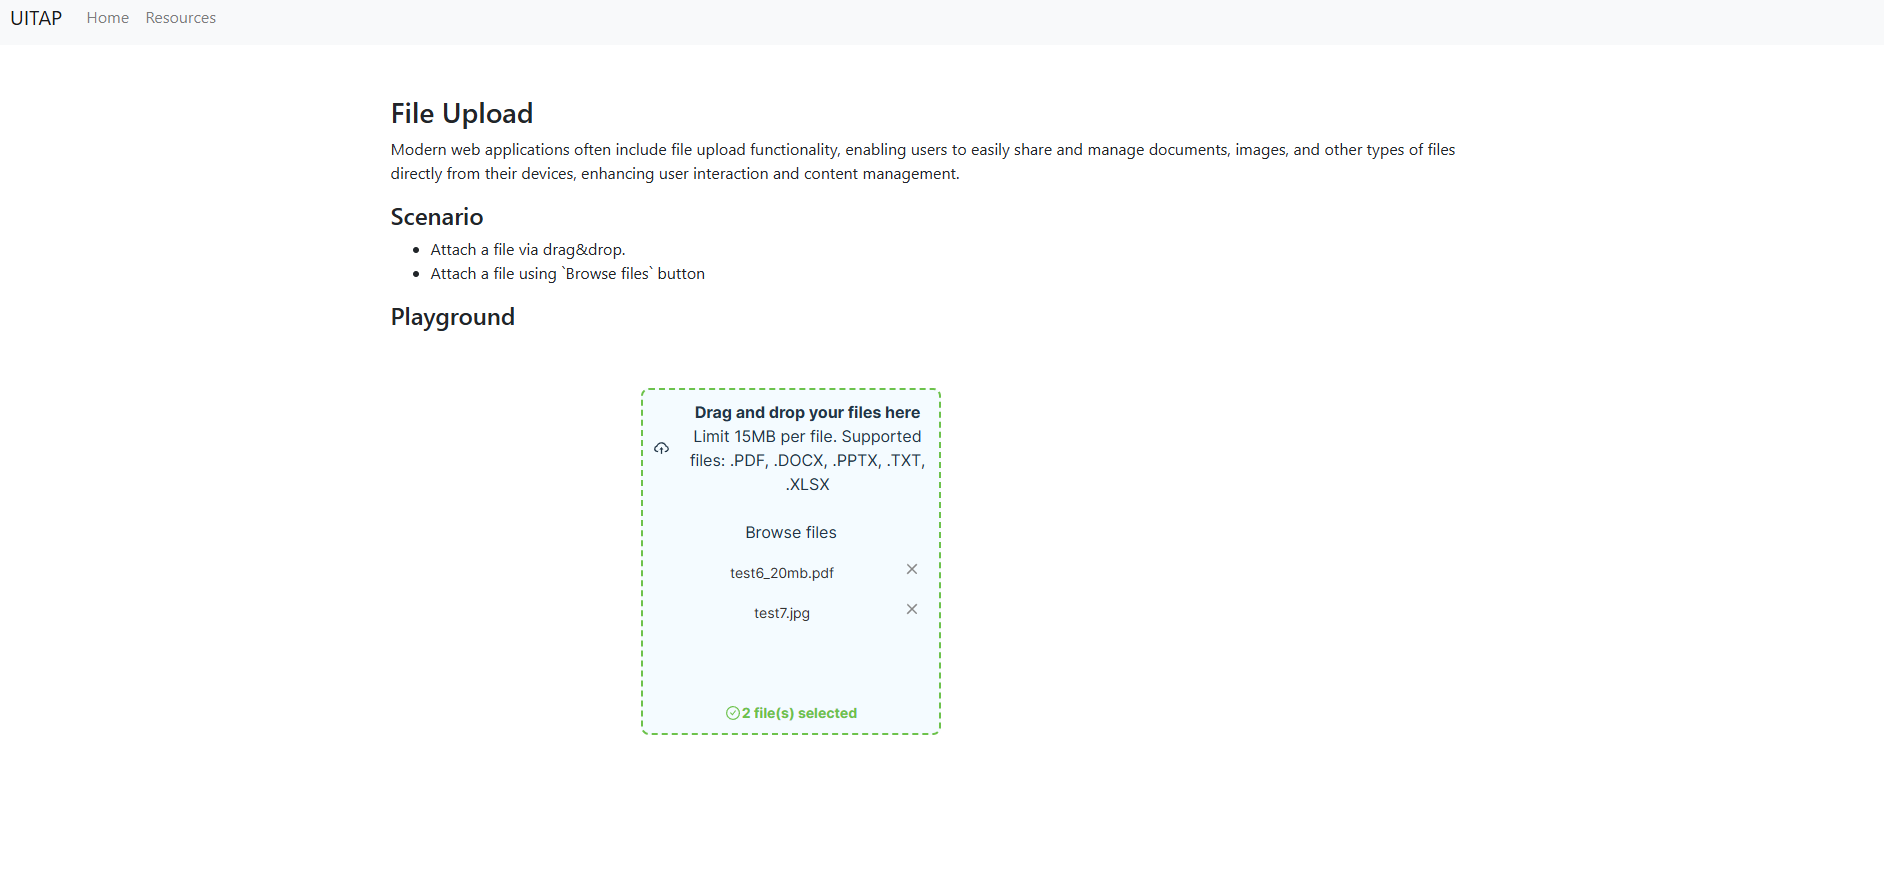 UITAP Home Resources
File Upload
Modern web applications often include file upload functionality, enabling users to easily share and manage documents, images, and other types of files
directly from their devices, enhancing user interaction and content management.
Scenario
• Attach a file via drag&drop.
• Attach a file using `Browse files` button
Playground
Drag and drop your files here
Limit 15MB per file. Supported
files: .PDF, .DOCX, .PPTX, .TXT,
.XLSX
Browse files
test6_20mb.pdf
test7.jpg
2 file(s) selected